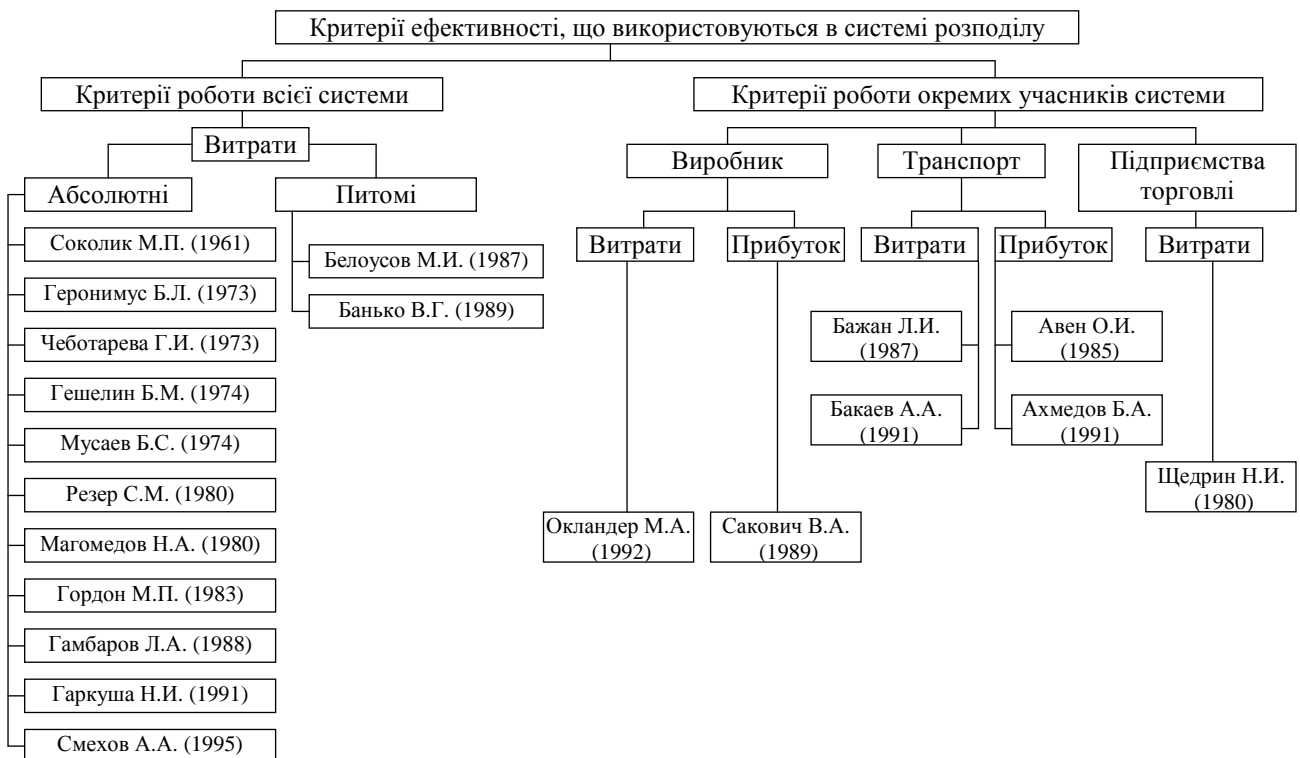 Критерії ефективності, що використовуються в системі розподілу
Критерії роботи всієї системи
Критерії роботи окремих учасників системи
Витрати
Виробник
Транспорт
Підприємства
торговлі
Абсолютні
Питомі
Витрати
Прибуток
Витрати
Прибуток
Витрати
Соколик М.П. (1961)
Геронимус Б.Л. (1973)
Чеботарева Г.И. (1973)
Гешелин Б.М. (1974)
Мусаев Б.С. (1974)
Резер С.М. (1980)
Магомедов Н.А. (1980)
Гордон М.П. (1983)
Гамбаров Л.А. (1988)
Гаркуша Н.И. (1991)
Смехов А.А. (1995)
Белоусов М.И. (1987)
Банько В.Г. (1989)
Окландер М.А.
(1992)
Сакович В.А.
(1989)
Бажан Л.И.
(1987)
Бакаев А.А.
(1991)
Авен О.И.
(1985)
Ахмедов Б.А.
(1991)
Щедрин Н.И.
(1980)